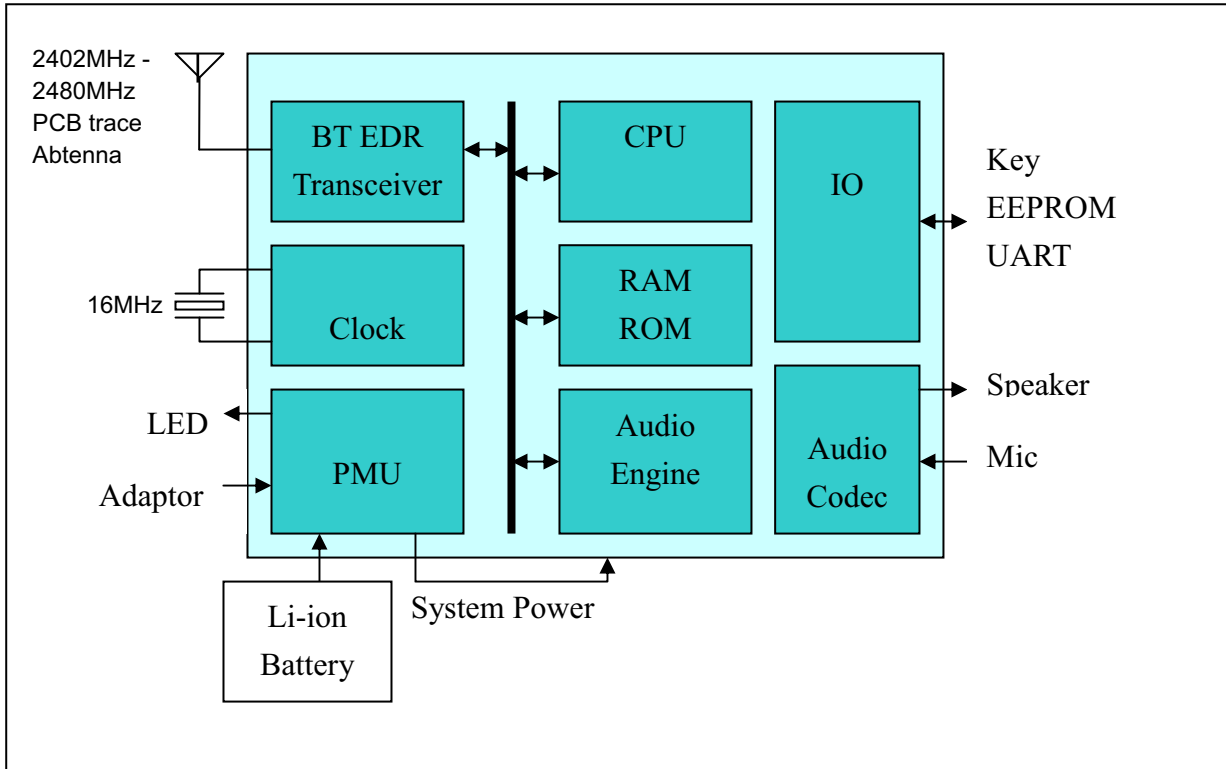 2402MHz -
2480MHz
PCB trace
Abtenna
BT EDR
Transceiver
CPU
IO
Key
EEPROM
UART
16MHz
Clock
RAM
ROM
LED
Adaptor
PMU
Audio
Engine
Audio
Codec
Speaker
Mic
Li-ion
Battery
System Power